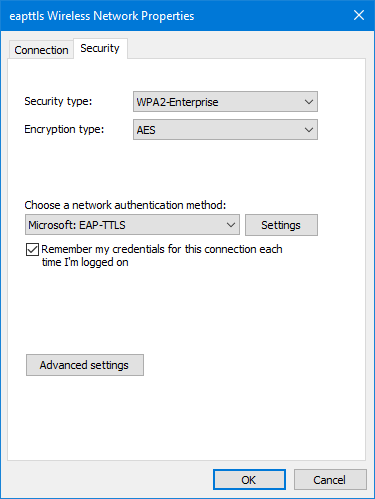 eapttls Wireless Network Properties
Connection
Security
Security type:
WPA2-Enterprise
Encryption type:
AES
Choose a network authentication method:
Microsoft: EAP-TTLS
Settings
Remember my credentials for this connection each
time I'm logged on
Advanced settings
OK
Cancel